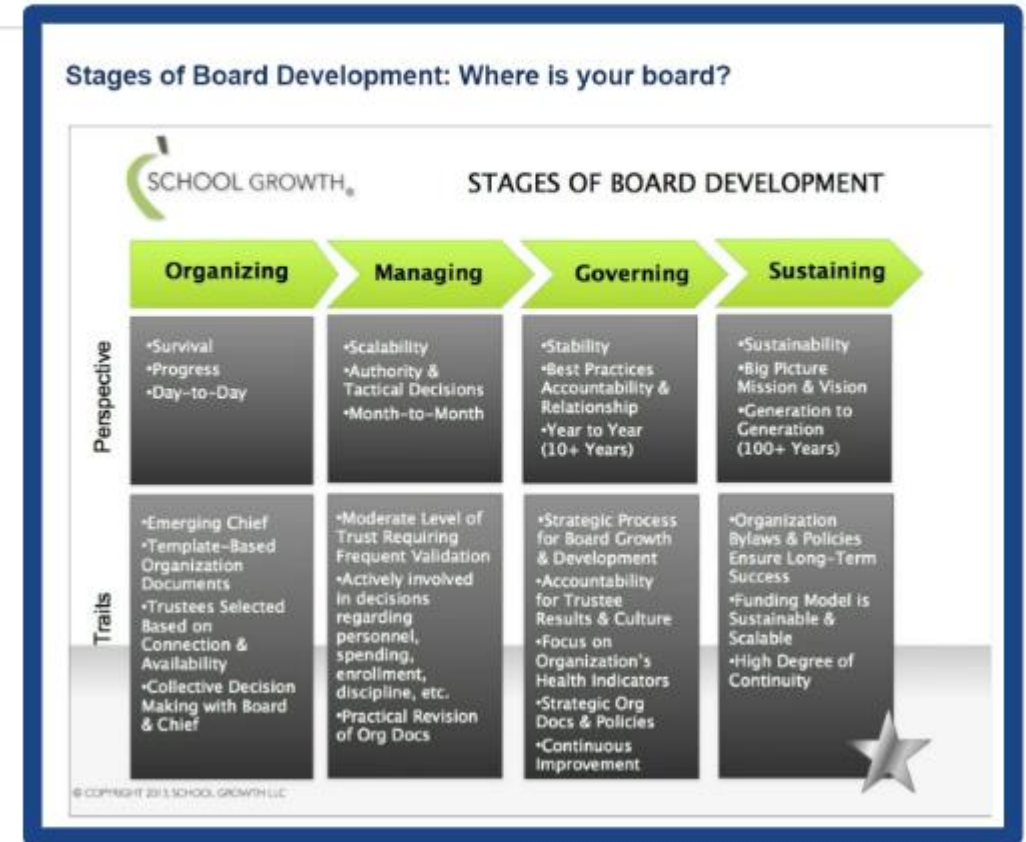 Stages of Board Development: Where is your board?
SCHOOL GROWTH®
STAGES OF BOARD DEVELOPMENT
Organizing
Managing
Governing
Sustaining
Perspective
•Survival
•Progress
•Day-to-Day
•Scalability
•Authority &
Tactical Decisions
•Month-to-Month
•Stability
•Best Practices
Accountability &
Relationship
•Year to Year
(10+ Years)
•Sustainability
•Big Picture
Mission & Vision
•Generation to
Generation
(100+ Years)
Traits
•Emerging Chief
•Template-Based
Organization
Documents
•Trustees Selected
Based on
Connection &
Availability
•Collective Decision
Making with Board
& Chief
•Moderate Level of
Trust Requiring
Frequent Validation
•Actively involved
in decisions
regarding
personnel,
spending,
enrollment,
discipline, etc.
•Practical Revision
of Org Docs
•Strategic Process
for Board Growth
& Development
•Accountability
for Trustee
Results & Culture
•Focus on
Organization's
Health Indicators
•Strategic Org
Docs & Policies
•Continuous
Improvement
•Organization
Bylaws & Policies
Ensure Long-Term
Success
•Funding Model is
Sustainable &
Scalable
•High Degree of
Continuity
© COPYRIGHT SCHOOL GROWTH LLC